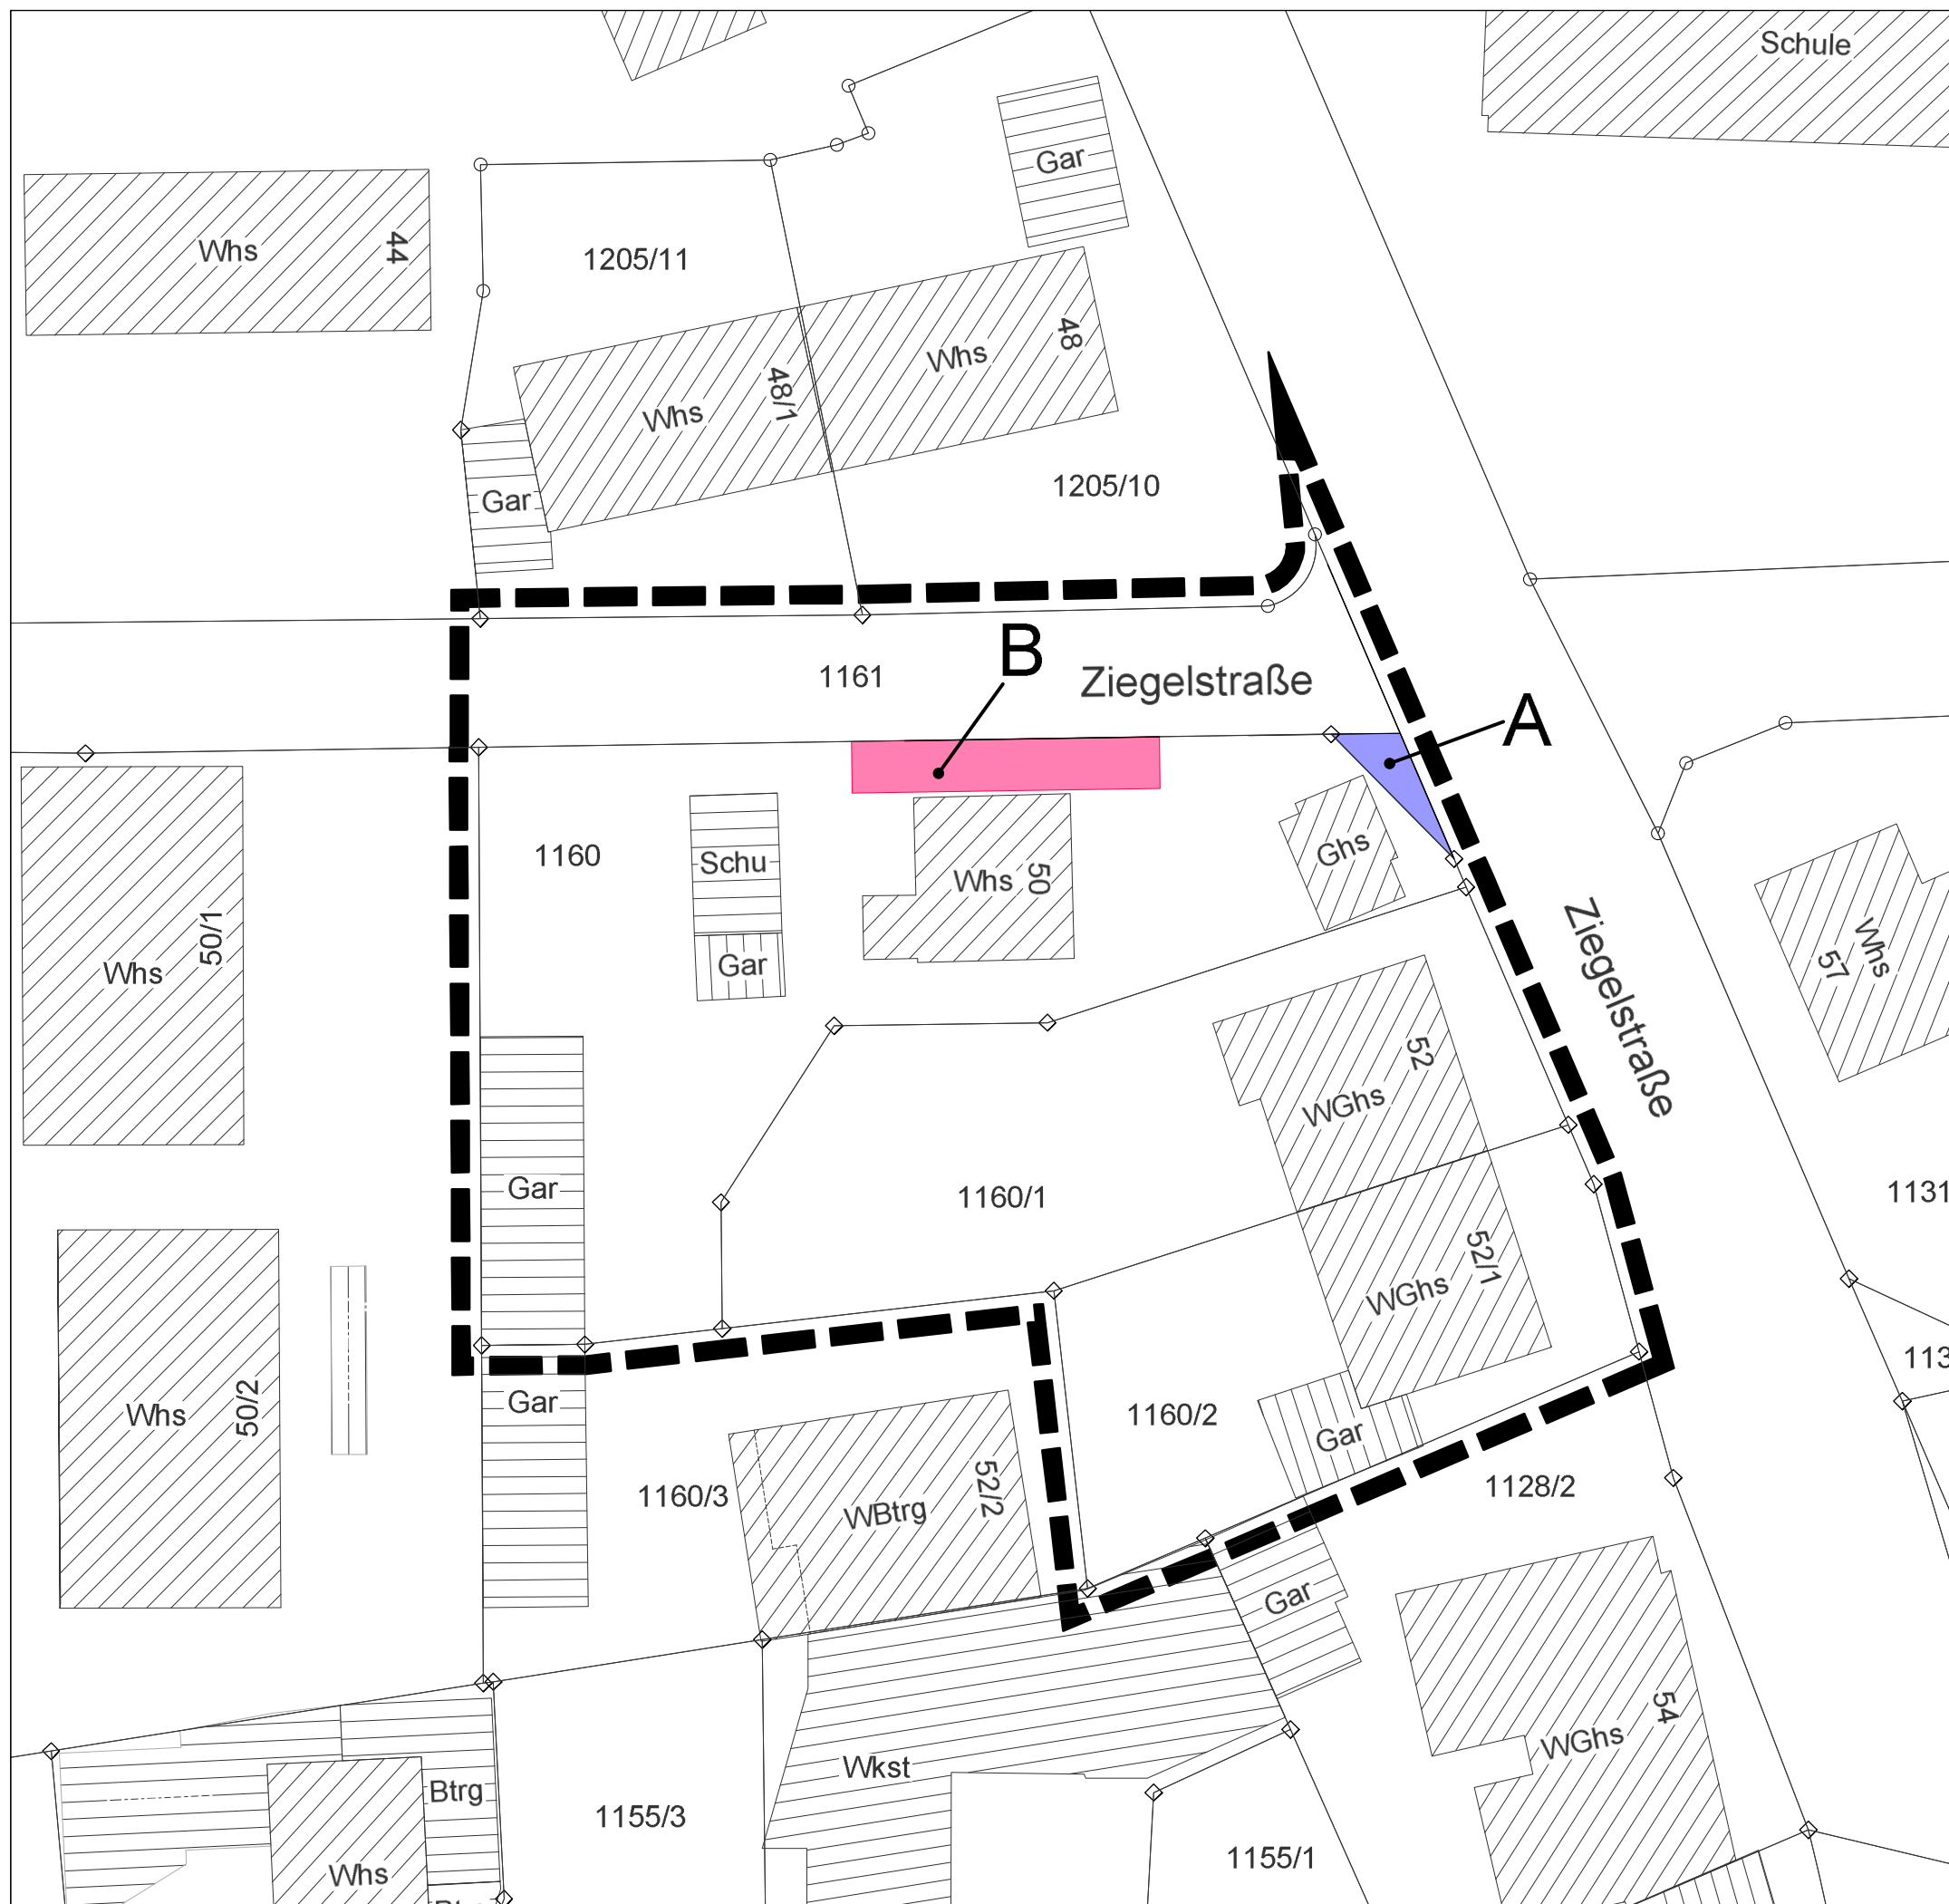 Schule
Gar
Whs
44
1205/11
48
Whs
48/1
Whs
1205/10
Gar
B
1161
Ziegelstraße
A
1160
Schu
Whs
50
Ghs
50/1
Whs
Gar
Ziegelstraße
Whs
57
52
WGhs
Gar
1160/1
1131
52/1
WGhs
113
Gar
Whs
50/2
1160/2
Gar
1160/3
52/2
WBtrg
1128/2
Gar
54
WGhs
Wkst
Btrg
1155/3
1155/1
Whs